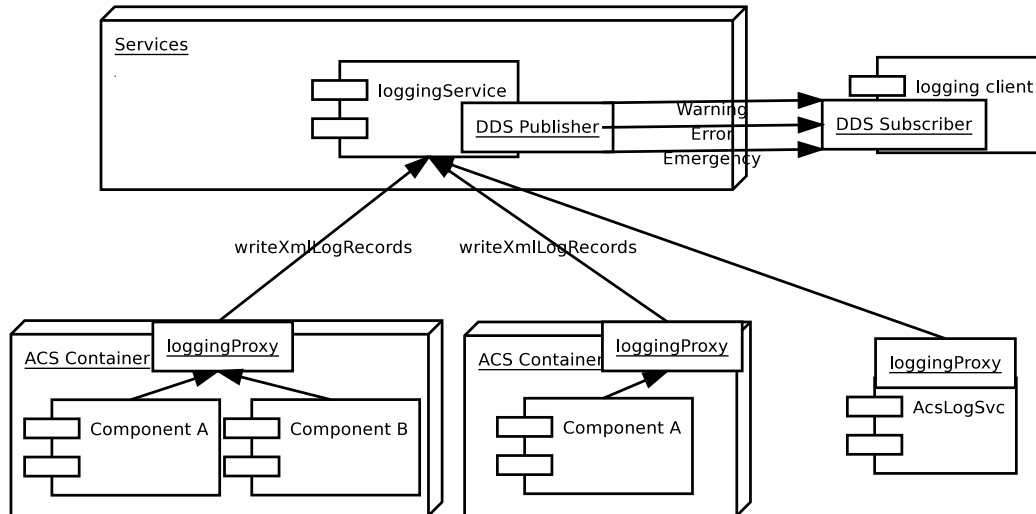 Services
loggingService
logging client
Warning
DDS Publisher
DDS Subscriber
Error
Emergency
writeXmlLogRecords
writeXmlLogRecords
ACS Container
loggingProxy
ACS Container
loggingProxy
loggingProxy
Component A
Component B
Component A
AcsLogSvc